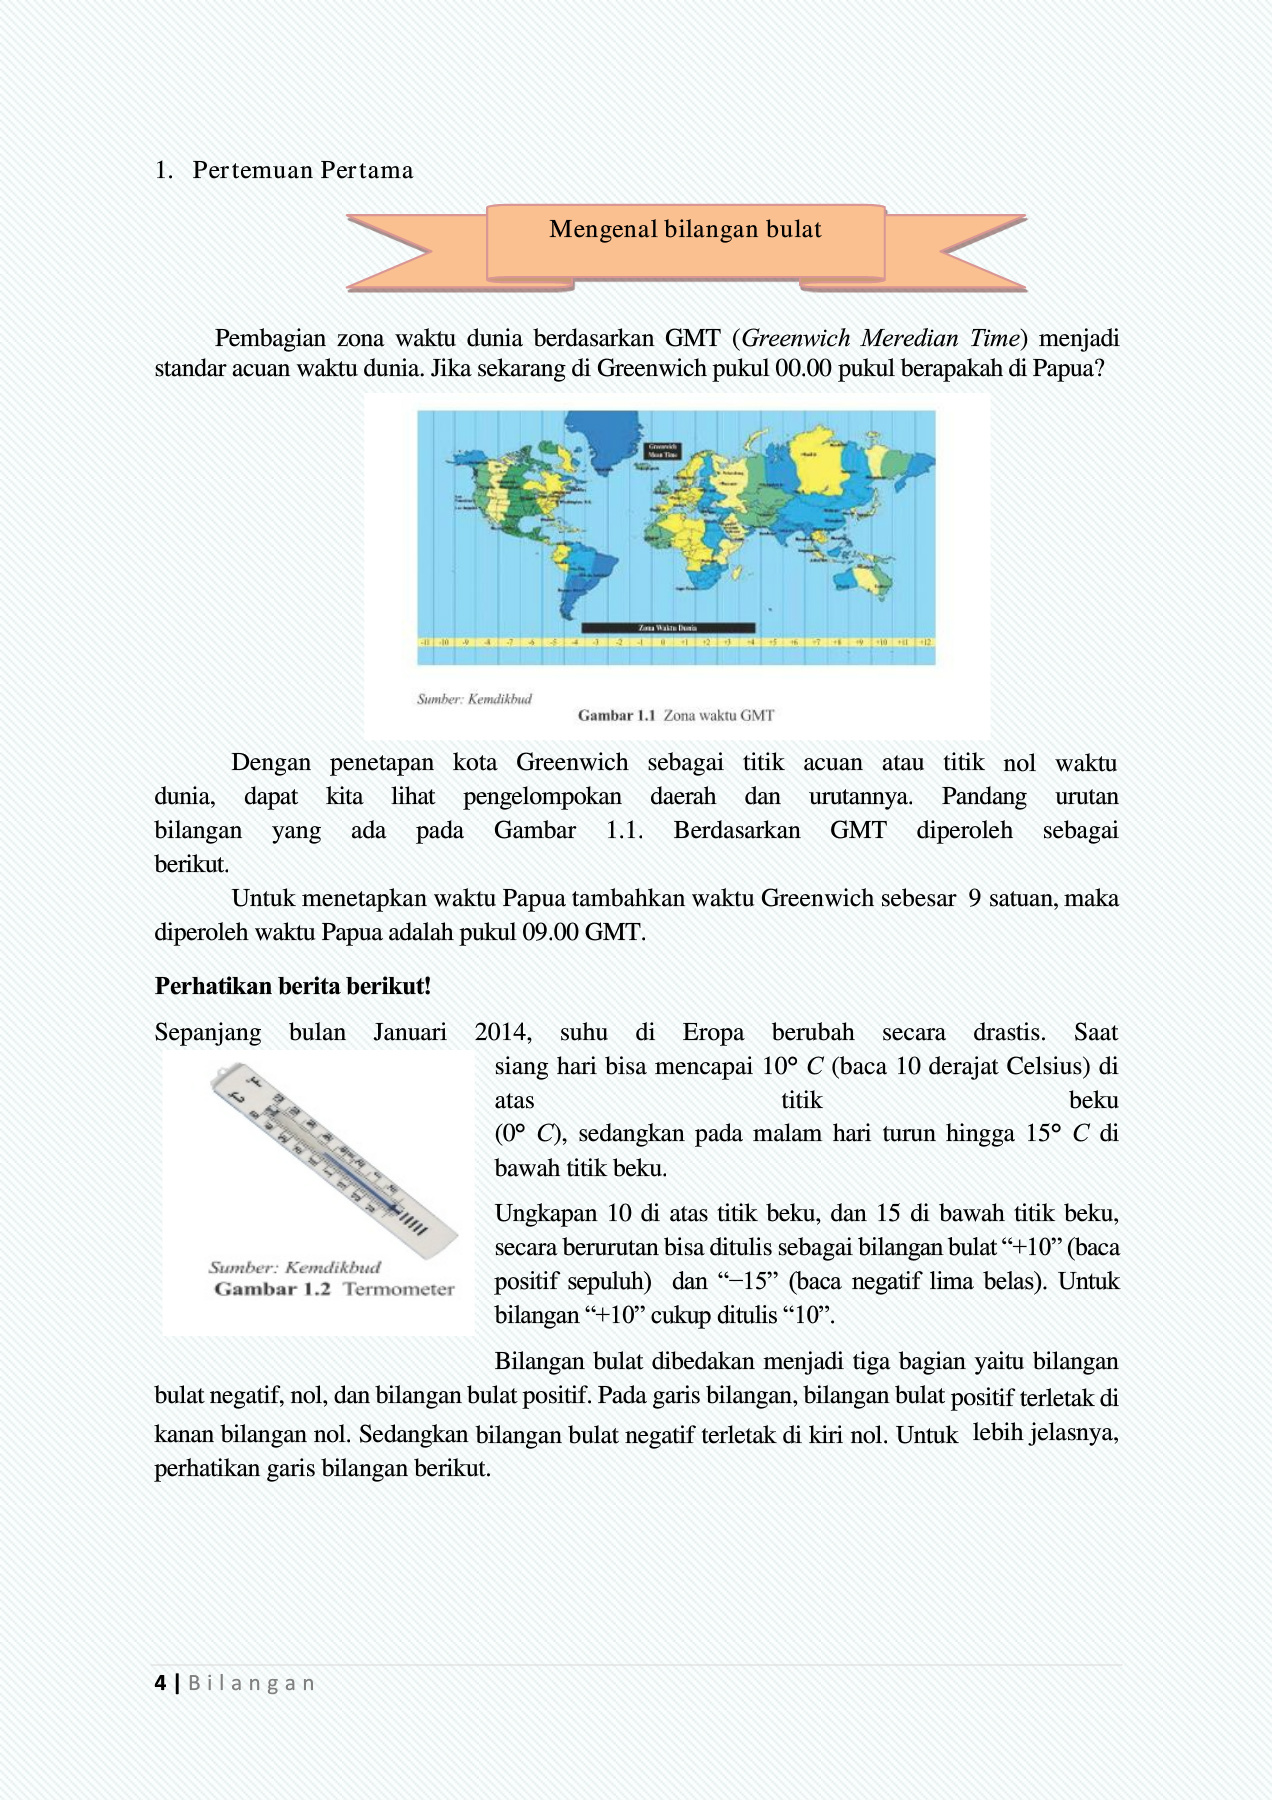 1. Pertemuan Pertama
Mengenal bilangan bulat
Pembagian zona waktu dunia berdasarkan GMT (Greenwich Meredian Time) menjadi
standar acuan waktu dunia. Jika sekarang di Greenwich pukul 00.00 pukul berapakah di Papua?
Greenwich
Mean Time
Zona Waktu Dunia
-11 -10 -9 -8 -7 -6 -5 -4 -3 -2 -1 0 +1 +2 +3 +4 +5 +6 +7 +8 +9 +10 +11 +12
Sumber: Kemdikbud
Gambar 1.1 Zona waktu GMT
Dengan penetapan kota Greenwich sebagai titik acuan atau titik nol waktu
dunia, dapat kita lihat pengelompokan daerah dan urutannya. Pandang urutan
bilangan yang ada pada Gambar 1.1. Berdasarkan GMT diperoleh sebagai
berikut.
Untuk menetapkan waktu Papua tambahkan waktu Greenwich sebesar 9 satuan, maka
diperoleh waktu Papua adalah pukul 09.00 GMT.
Perhatikan berita berikut!
Sepanjang bulan Januari 2014, suhu di Eropa berubah secara drastis. Saat
siang hari bisa mencapai 10° C (baca 10 derajat Celsius) di
atas titik beku
(0° C), sedangkan pada malam hari turun hingga 15° C di
bawah titik beku.
Sumber: Kemdikbud
Gambar 1.2 Termometer
Ungkapan 10 di atas titik beku, dan 15 di bawah titik beku,
secara berurutan bisa ditulis sebagai bilangan bulat “+10” (baca
positif sepuluh) dan “−15” (baca negatif lima belas). Untuk
bilangan “+10” cukup ditulis “10”.
Bilangan bulat dibedakan menjadi tiga bagian yaitu bilangan
bulat negatif, nol, dan bilangan bulat positif. Pada garis bilangan, bilangan bulat positif terletak di
kanan bilangan nol. Sedangkan bilangan bulat negatif terletak di kiri nol. Untuk lebih jelasnya,
perhatikan garis bilangan berikut.
4 | Bilangan